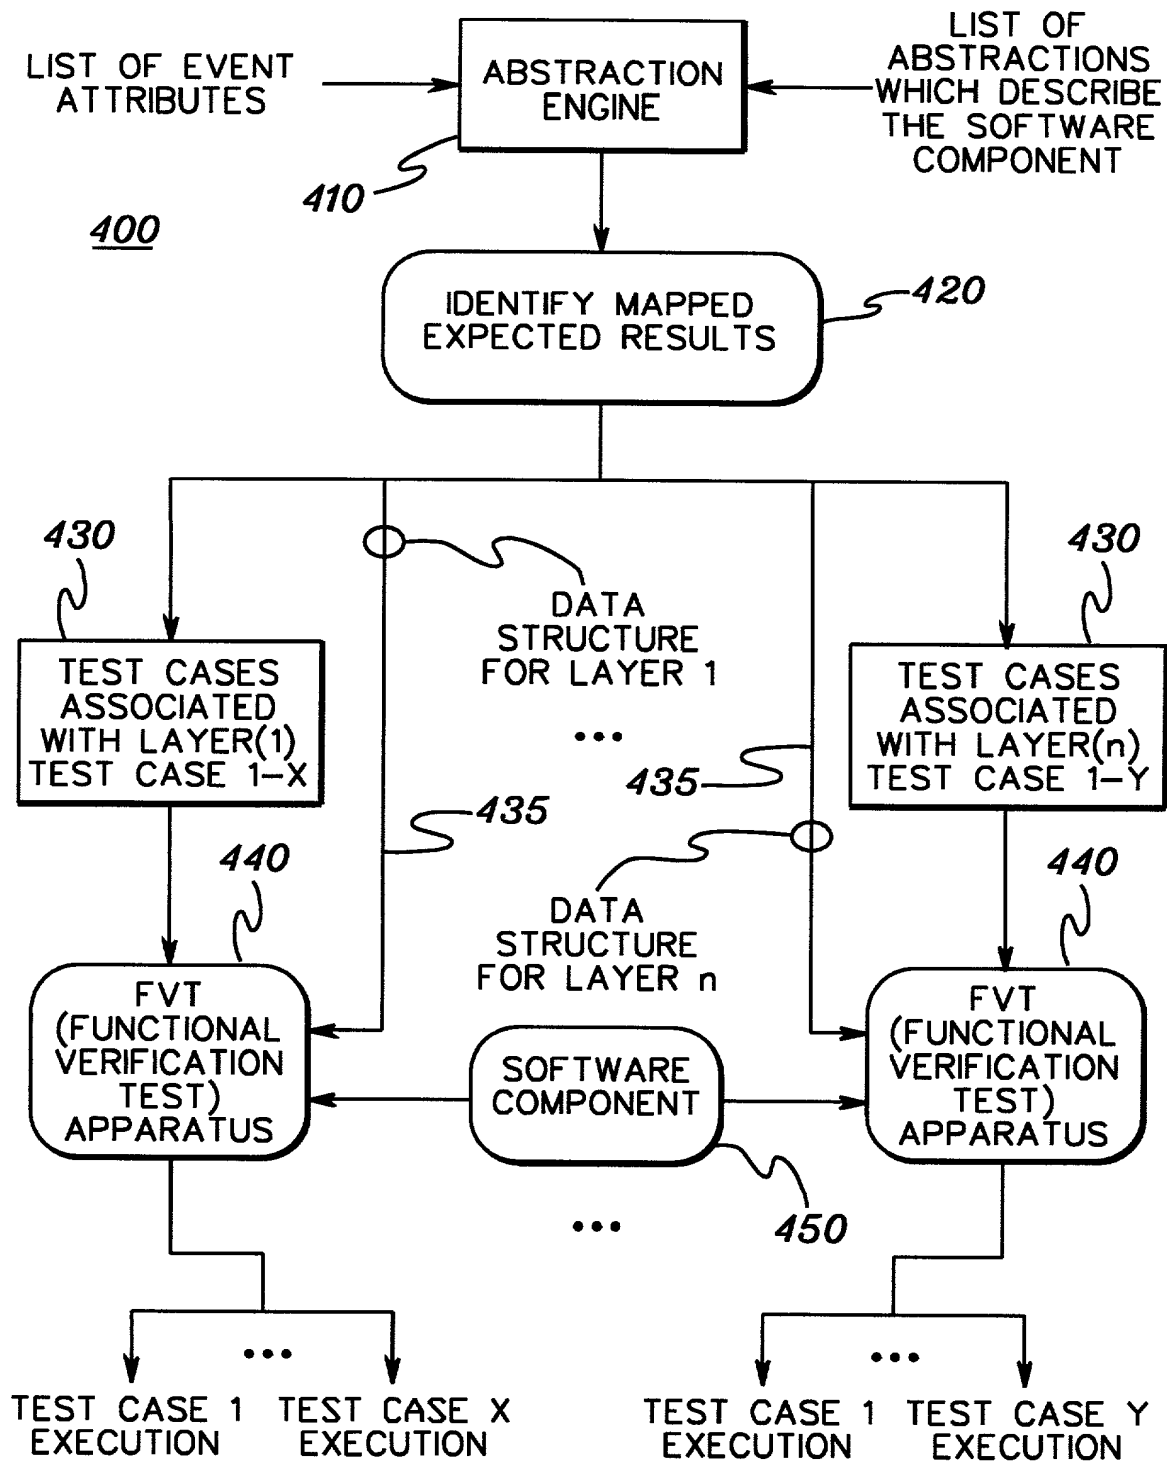 LIST OF EVENT
ATTRIBUTES
ABSTRACTION
ENGINE
LIST OF
ABSTRACTIONS
WHICH DESCRIBE
THE SOFTWARE
COMPONENT
410
400
IDENTIFY MAPPED
EXPECTED RESULTS
420
430
430
DATA
STRUCTURE
FOR LAYER 1
...
TEST CASES
ASSOCIATED
WITH LAYER(1)
TEST CASE 1-X
TEST CASES
ASSOCIATED
WITH LAYER(n)
TEST CASE 1-Y
435
435
440
440
DATA
STRUCTURE
FOR LAYER n
FVT
(FUNCTIONAL
VERIFICATION
TEST)
APPARATUS
SOFTWARE
COMPONENT
FVT
(FUNCTIONAL
VERIFICATION
TEST)
APPARATUS
450
...
...
...
TEST CASE 1
EXECUTION
TEST CASE X
EXECUTION
TEST CASE 1
EXECUTION
TEST CASE Y
EXECUTION